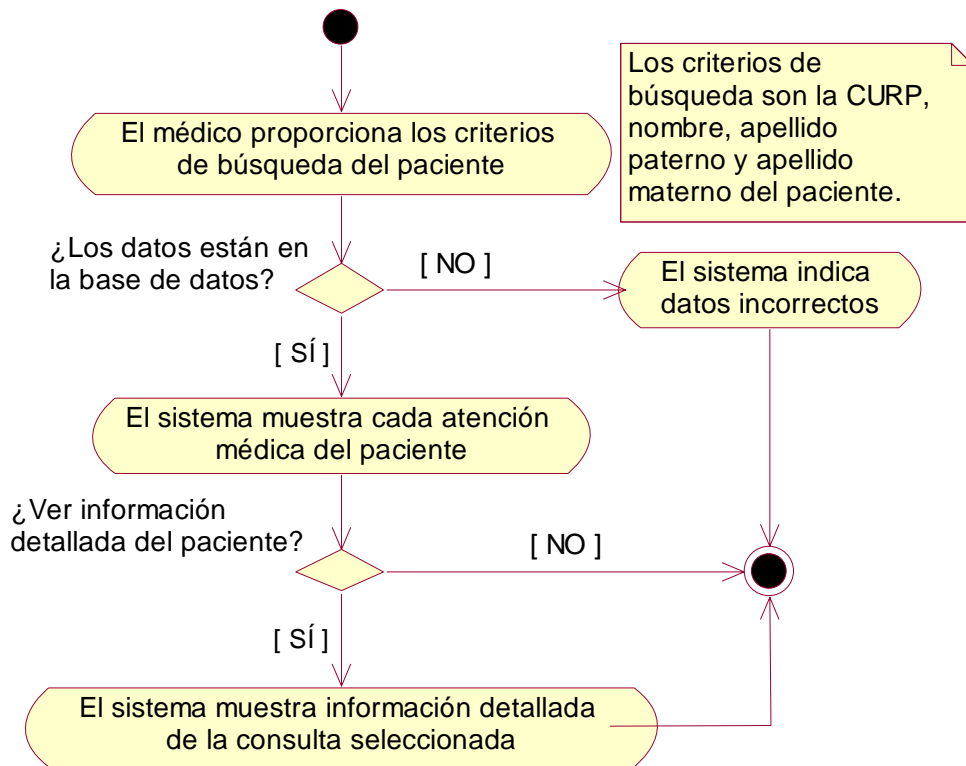 El médico proporciona los criterios
de búsqueda del paciente
Los criterios de
búsqueda son la CURP,
nombre, apellido
paterno y apellido
materno del paciente.
¿Los datos están en
la base de datos?
[ NO ]
El sistema indica
datos incorrectos
[ SÍ ]
El sistema muestra cada atención
médica del paciente
¿Ver información
detallada del paciente?
[ NO ]
[ SÍ ]
El sistema muestra información detallada
de la consulta seleccionada